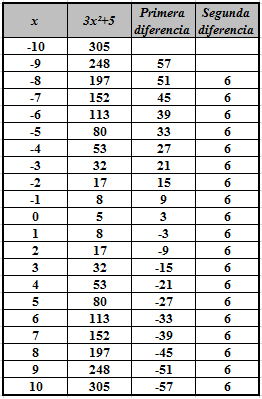 x 3x²+5 Primera diferencia Segunda diferencia
-10 305
-9 248 57
-8 197 51 6
-7 152 45 6
-6 113 39 6
-5 80 33 6
-4 53 27 6
-3 32 21 6
-2 17 15 6
-1 8 9 6
0 5 3 6
1 8 -3 6
2 17 -9 6
3 32 -15 6
4 53 -21 6
5 80 -27 6
6 113 -33 6
7 152 -39 6
8 197 -45 6
9 248 -51 6
10 305 -57 6